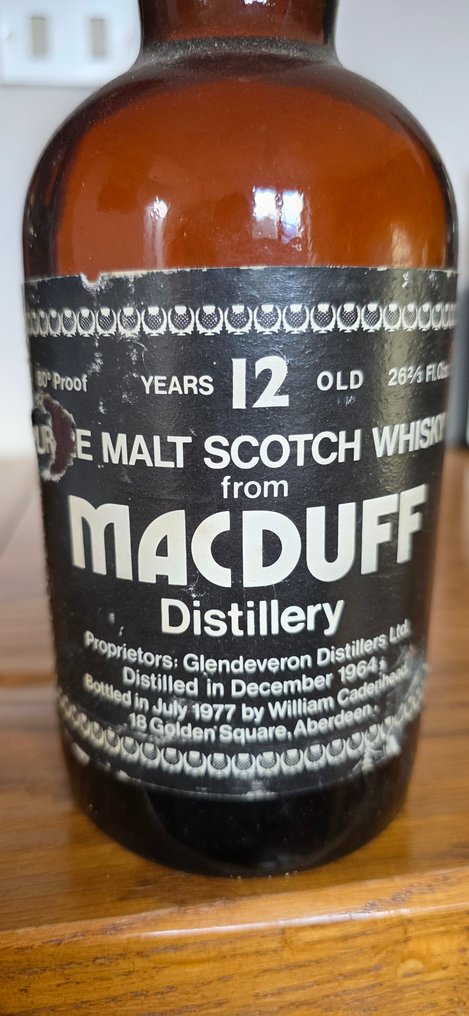 80° Proof YEARS 12 OLD 26⅔ Fl.Ozs
MALT SCOTCH WHISKY
from
MACDUFF
Distillery
Proprietors: Glendeveron Distillers Ltd.
Distilled in December 1964
Bottled in July 1977 by William Cadenhead,
18 Golden Square, Aberdeen.